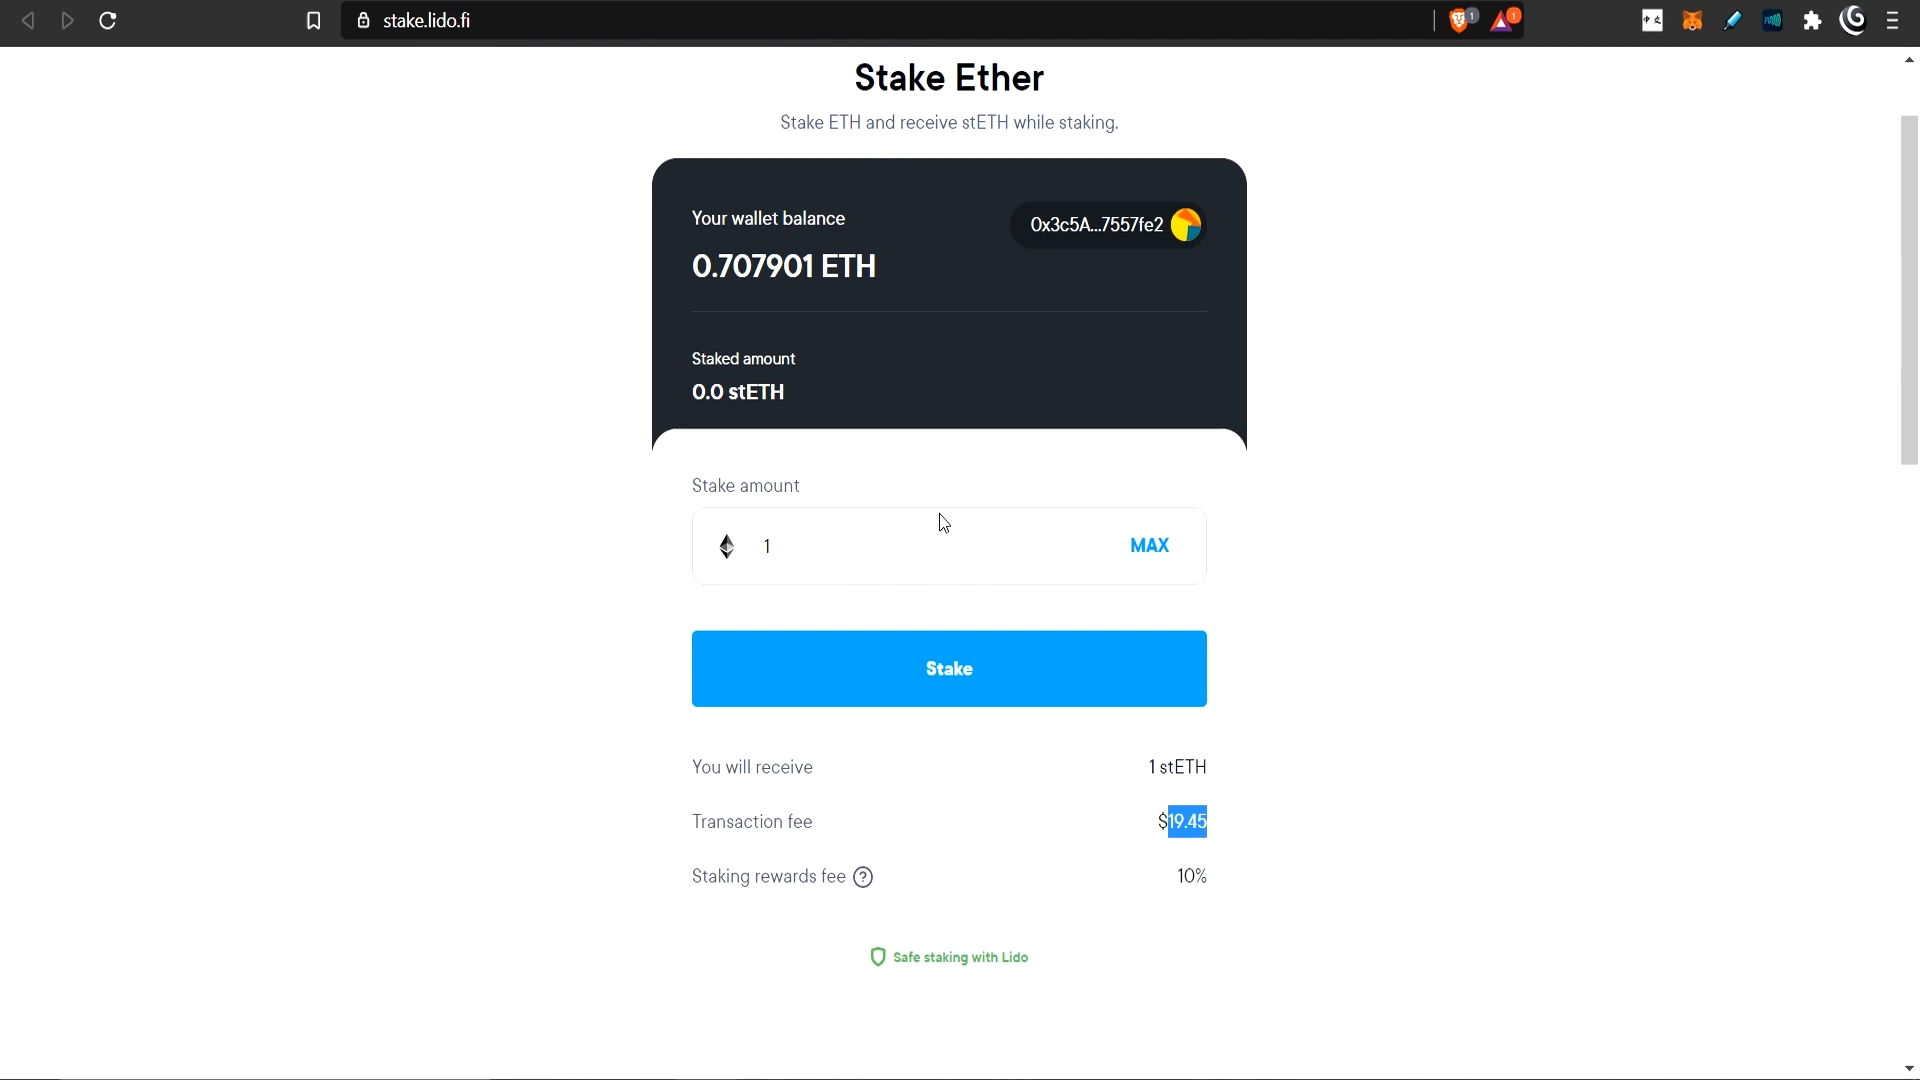 stake.lido.fi
1
1
Stake Ether
Stake ETH and receive stETH while staking.
Your wallet balance
0x3c5A...7557fe2
0.707901 ETH
Staked amount
0.0 stETH
Stake amount
1
MAX
Stake
You will receive
1 stETH
Transaction fee
$19.45
Staking rewards fee ?
10%
Safe staking with Lido